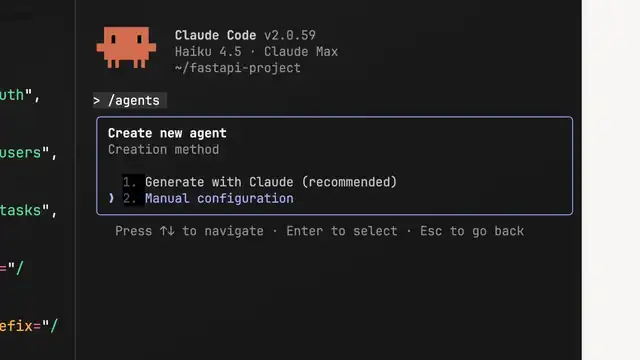 Claude Code v2.0.59
Haiku 4.5 · Claude Max
~/fastapi-project
> /agents
Create new agent
Creation method
1. Generate with Claude (recommended)
❯ 2. Manual configuration
Press ↑↓ to navigate · Enter to select · Esc to go back
uth",
users",
tasks",
="/
efix="/